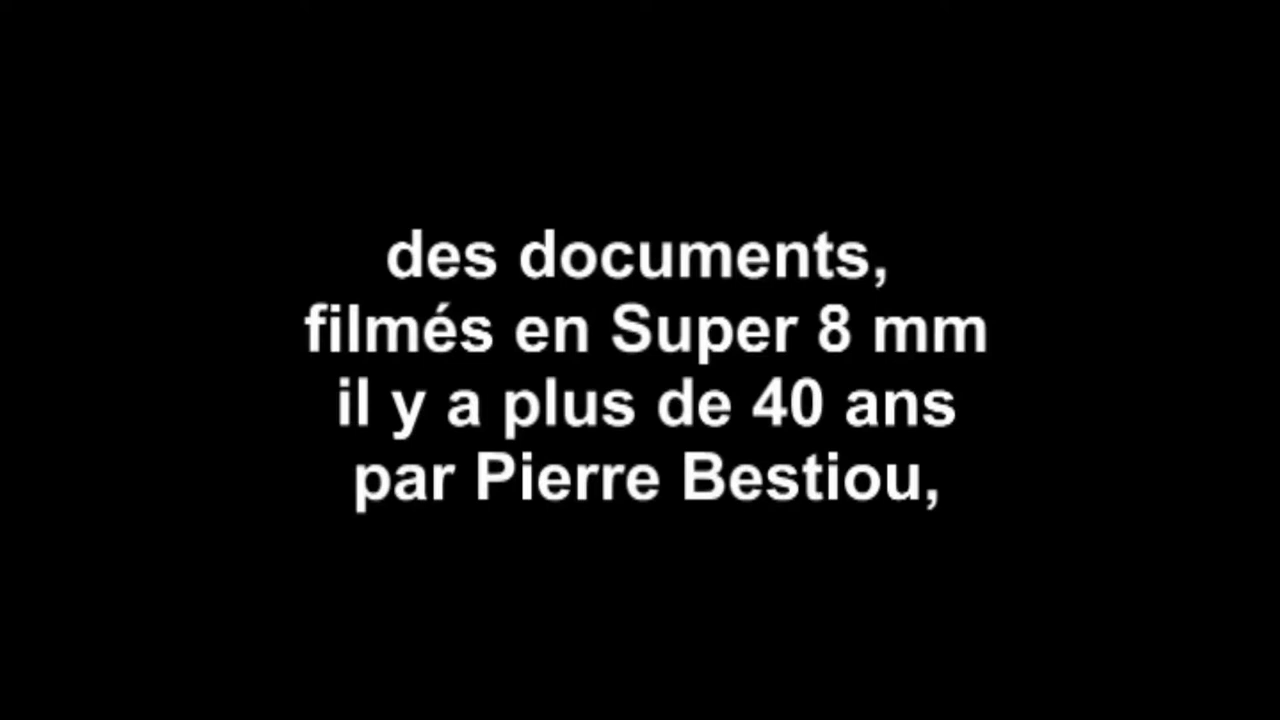 des documents,
filmés en Super 8 mm
il y a plus de 40 ans
par Pierre Bestiou,